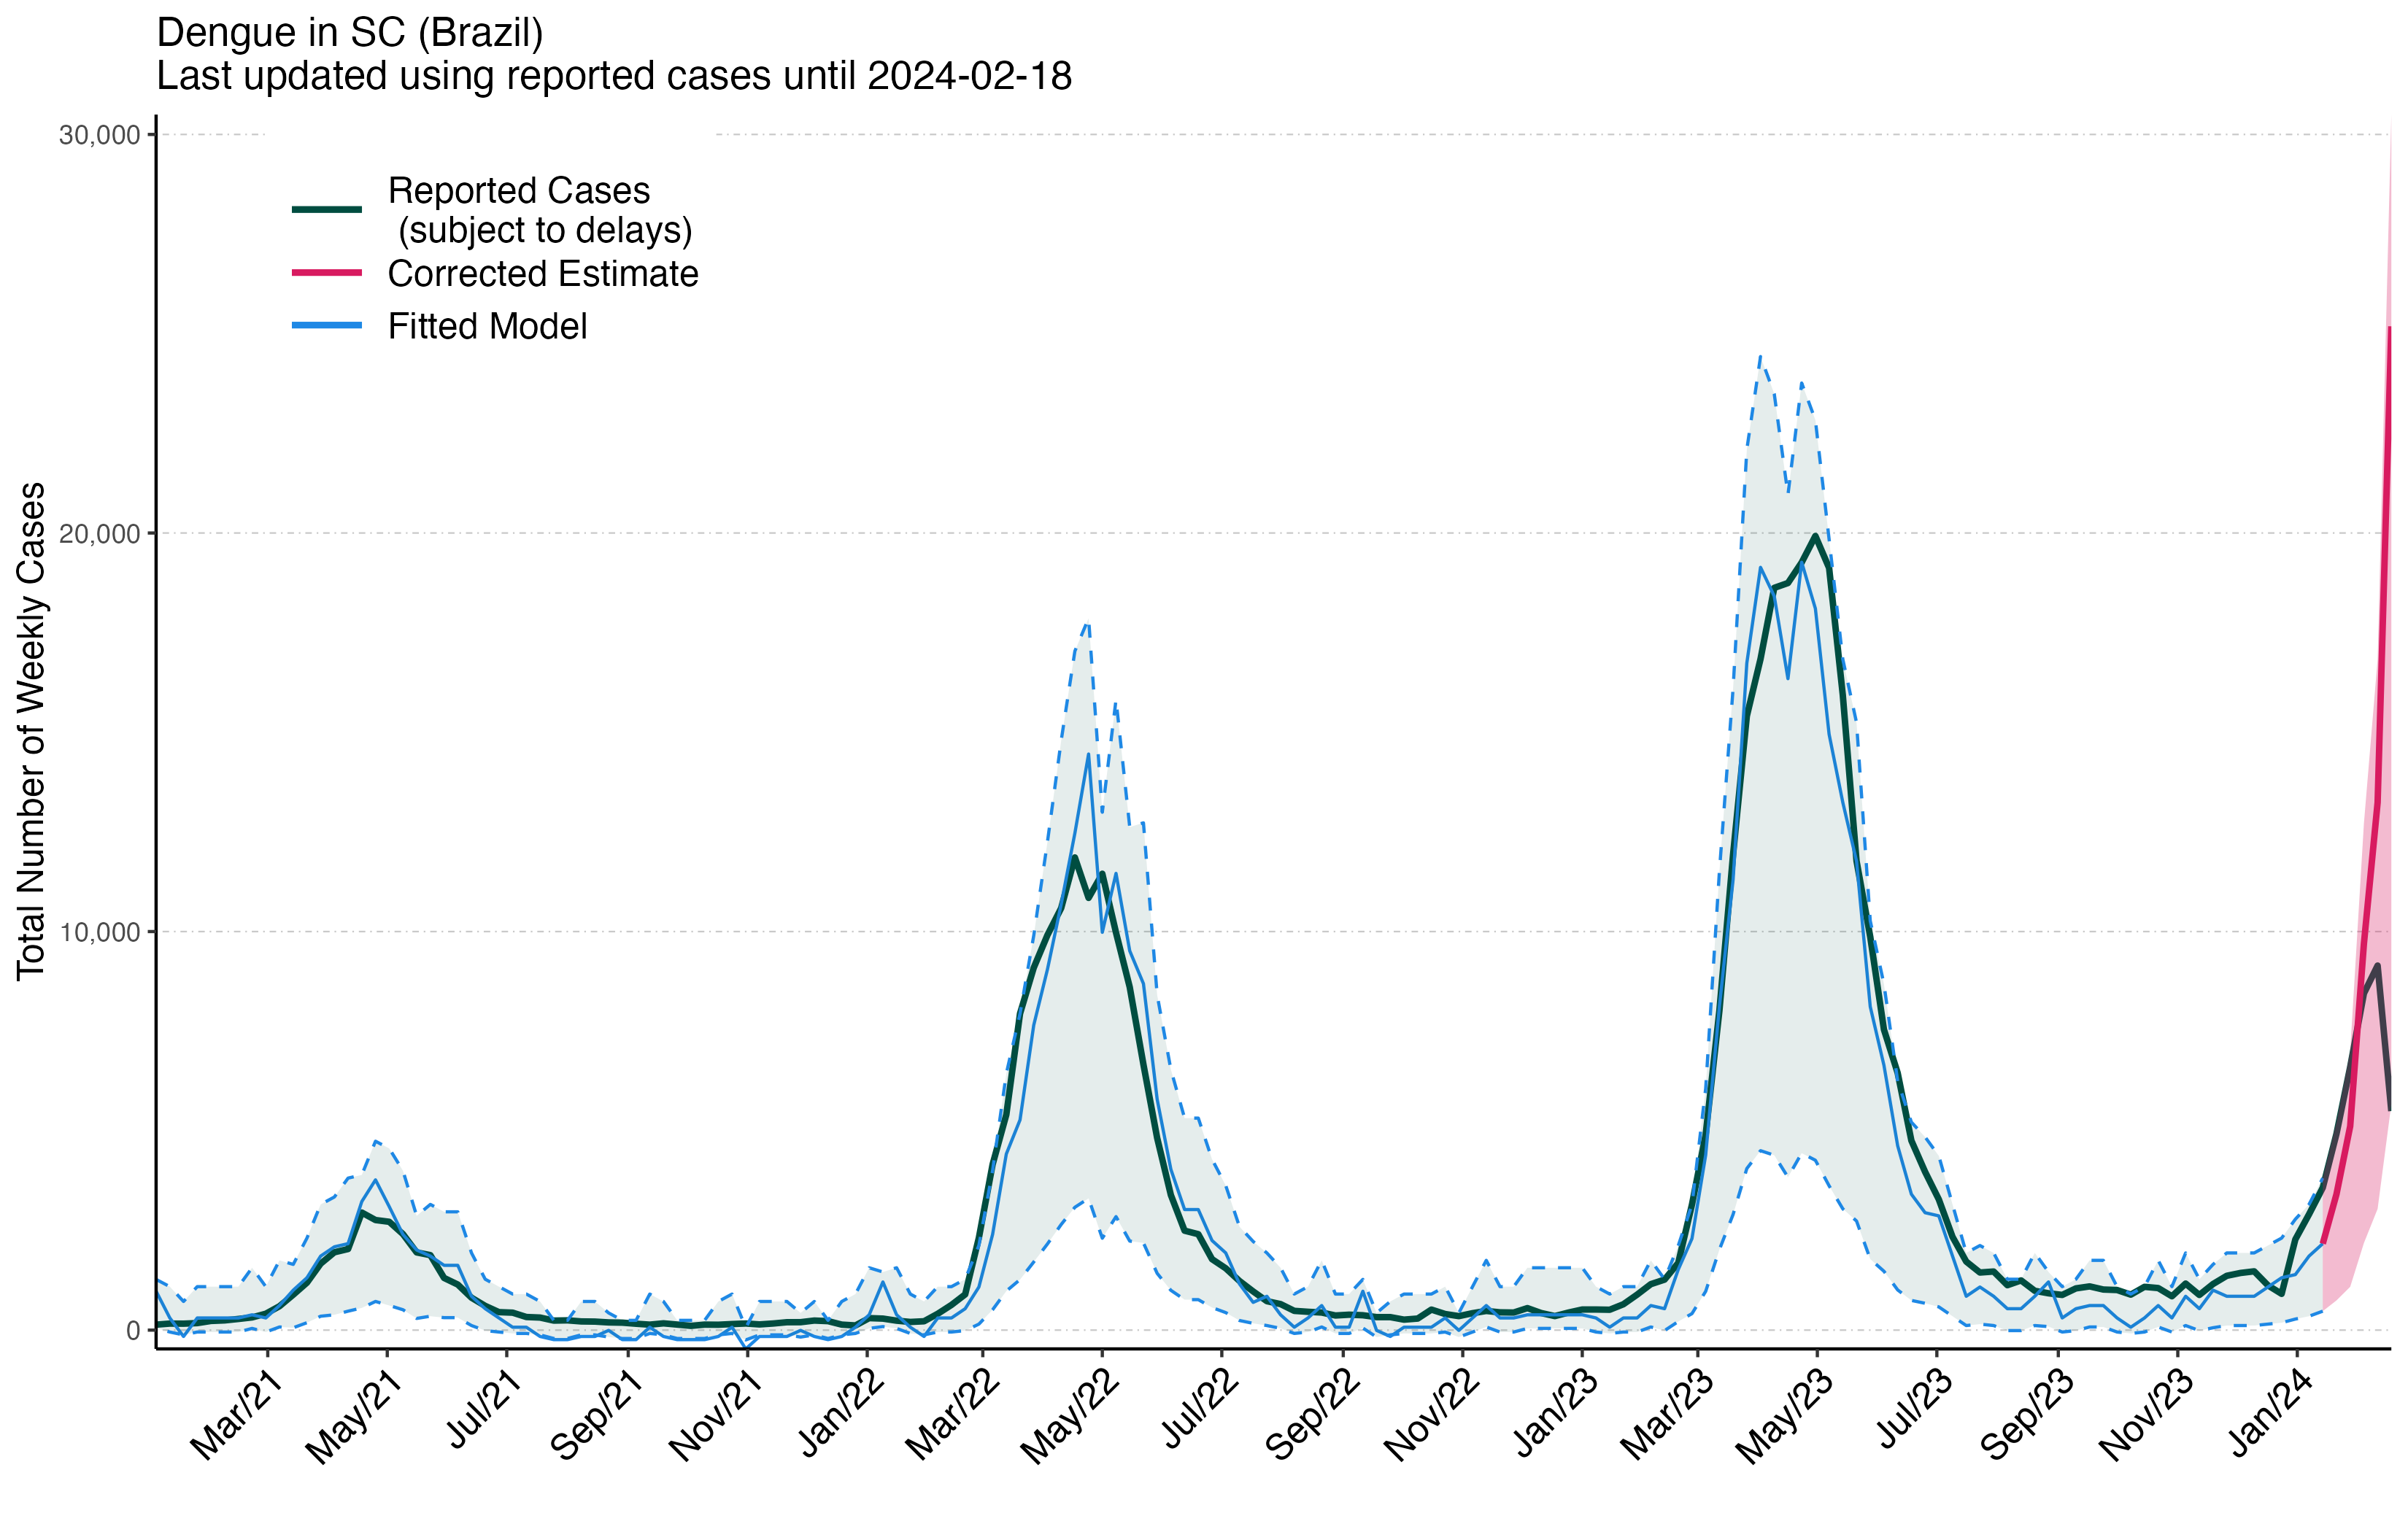 Dengue in SC (Brazil)
Last updated using reported cases until 2024-02-18
Total Number of Weekly Cases
30,000
20,000
10,000
0
Reported Cases
(subject to delays)
Corrected Estimate
Fitted Model
Mar/21
May/21
Jul/21
Sep/21
Nov/21
Jan/22
Mar/22
May/22
Jul/22
Sep/22
Nov/22
Jan/23
Mar/23
May/23
Jul/23
Sep/23
Nov/23
Jan/24